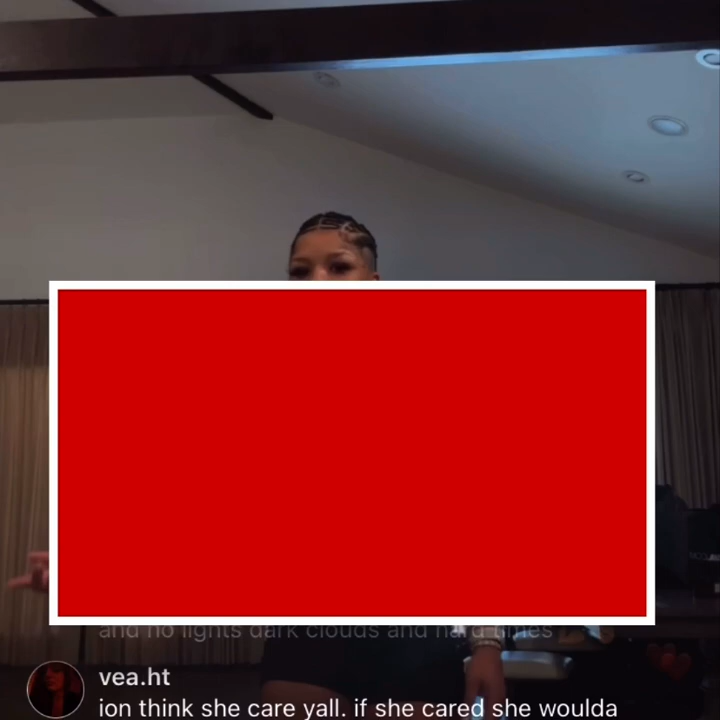 and no lights dark clouds and hard times
vea.ht
ion think she care yall. if she cared she woulda